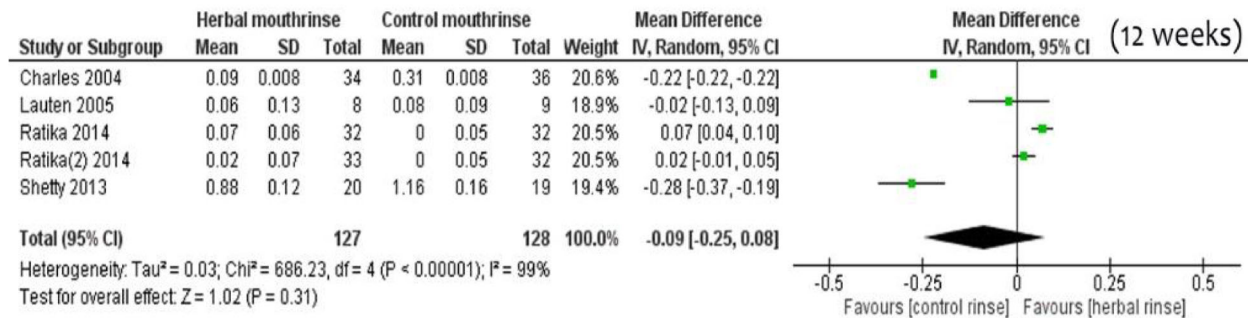 Herbal mouthrinse Control mouthrinse Mean Difference Mean Difference
Study or Subgroup Mean SD Total Mean SD Total Weight IV, Random, 95% CI IV, Random, 95% CI (12 weeks)
Charles 2004 0.09 0.008 34 0.31 0.008 36 20.6% -0.22 [-0.22, -0.22]
Lauten 2005 0.06 0.13 8 0.08 0.09 9 18.9% -0.02 [-0.13, 0.09]
Ratika 2014 0.07 0.06 32 0 0.05 32 20.5% 0.07 [0.04, 0.10]
Ratika(2) 2014 0.02 0.07 33 0 0.05 32 20.5% 0.02 [-0.01, 0.05]
Shetty 2013 0.88 0.12 20 1.16 0.16 19 19.4% -0.28 [-0.37, -0.19]
Total (95% CI) 127 128 100.0% -0.09 [-0.25, 0.08]
Heterogeneity: Tau² = 0.03; Chi² = 686.23, df = 4 (P < 0.00001); I² = 99%
Test for overall effect: Z = 1.02 (P = 0.31)
-0.5 -0.25 0 0.25 0.5
Favours [control rinse] Favours [herbal rinse]